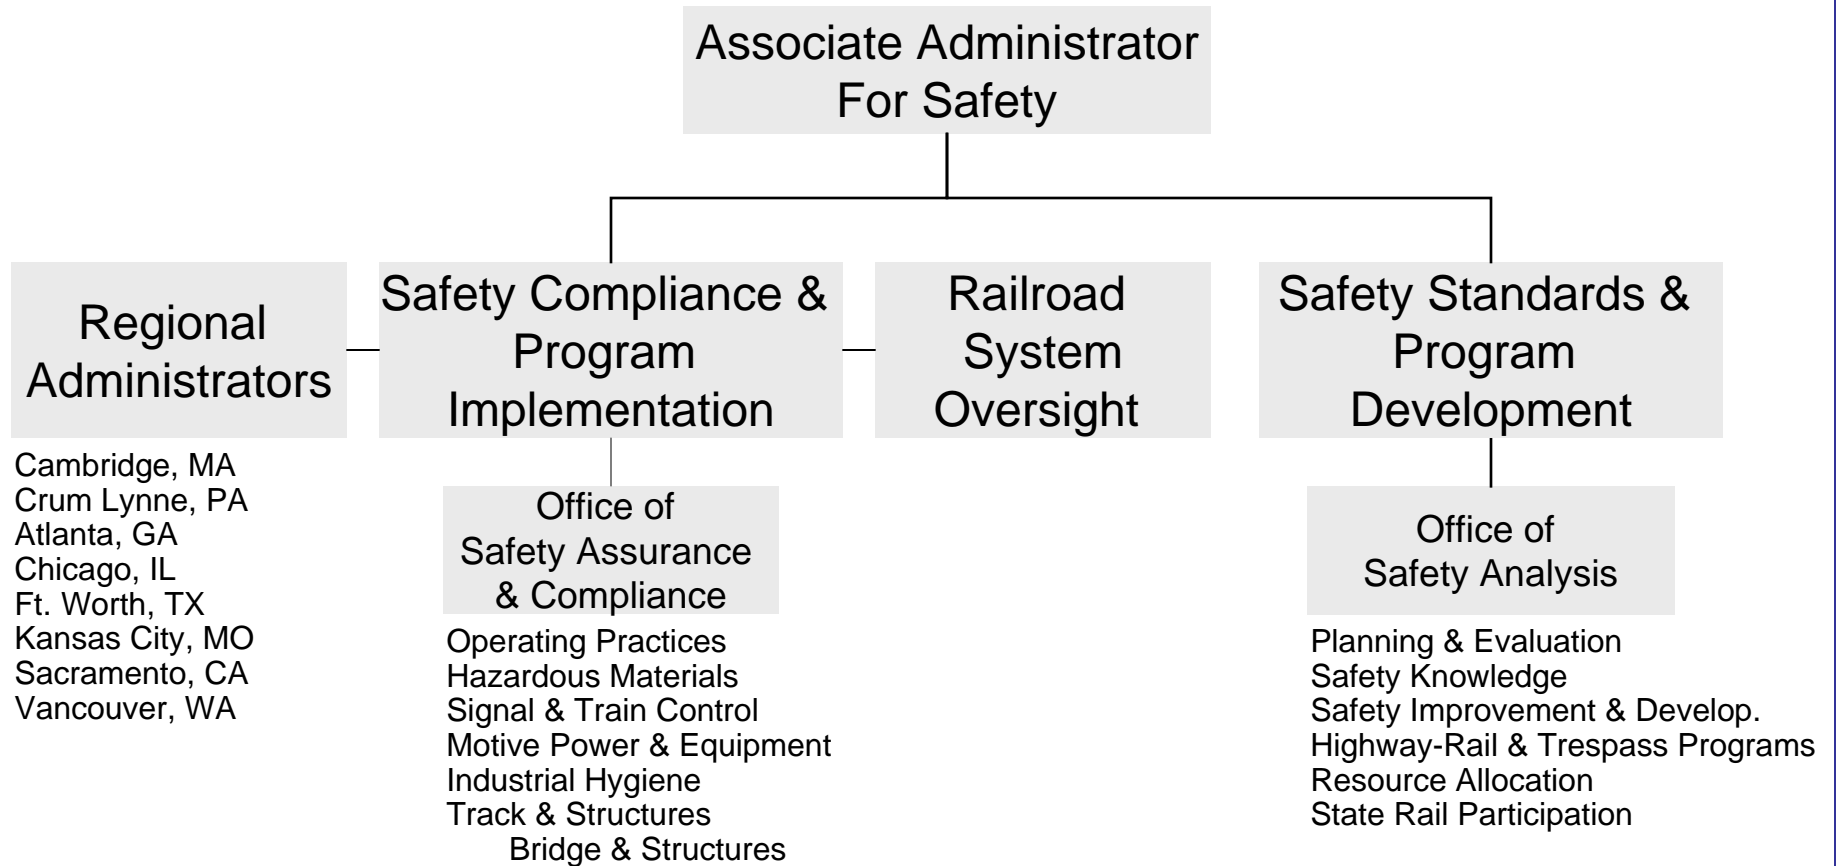 Associate Administrator
For Safety
Regional
Administrators
Cambridge, MA
Crum Lynne, PA
Atlanta, GA
Chicago, IL
Ft. Worth, TX
Kansas City, MO
Sacramento, CA
Vancouver, WA
Safety Compliance &
Program
Implementation
Office of
Safety Assurance
& Compliance
Operating Practices
Hazardous Materials
Signal & Train Control
Motive Power & Equipment
Industrial Hygiene
Track & Structures
Bridge & Structures
Railroad
System
Oversight
Safety Standards &
Program
Development
Office of
Safety Analysis
Planning & Evaluation
Safety Knowledge
Safety Improvement & Develop.
Highway-Rail & Trespass Programs
Resource Allocation
State Rail Participation